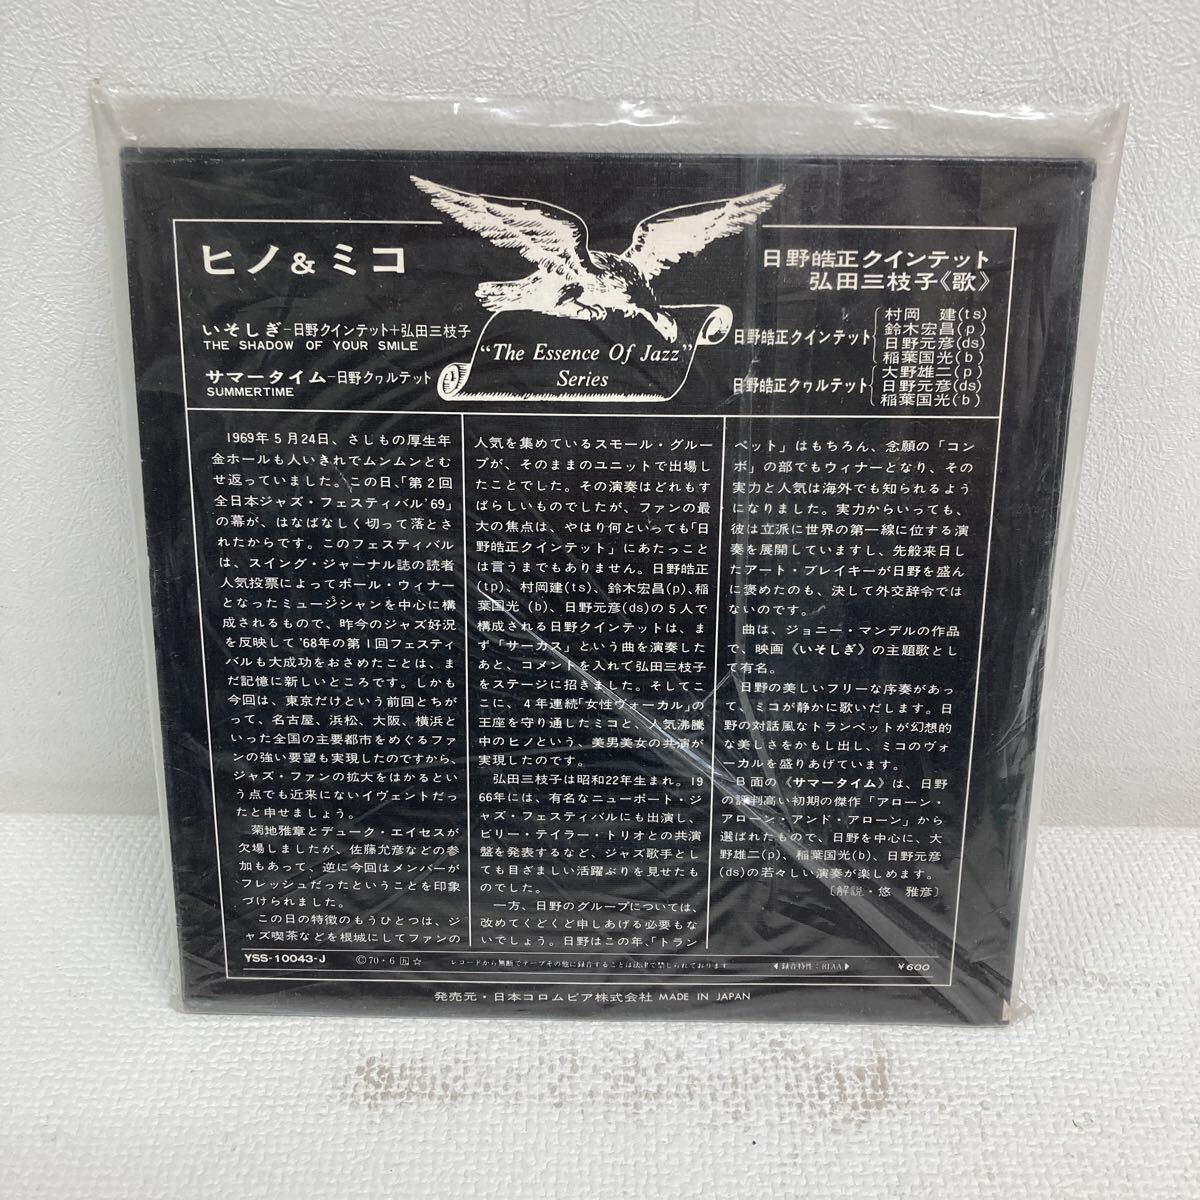 ヒノ&ミコ
いそしぎ-日野クインテット+弘田三枝子
THE SHADOW OF YOUR SMILE
サマータイム-日野クヮルテット
SUMMERTIME
"The Essence Of Jazz"
Series
日野皓正クインテット
弘田三枝子《歌》
日野皓正クインテット
村岡 建(ts)
鈴木宏昌(p)
日野元彦(ds)
稲葉国光(b)
日野皓正クヮルテット
大野雄二(p)
日野元彦(ds)
稲葉国光(b)
1969年5月24日、さしもの厚生年
金ホールも人いきれでムンムンとむ
せ返っていました。この日、「第2回
全日本ジャズ・フェスティバル'69」
の幕が、はなばなしく切って落とさ
れたからです。このフェスティバル
は、スイング・ジャーナル誌の読者
人気投票によってポール・ウィナー
となったミュージシャンを中心に構
成されるもので、昨今のジャズ好況
を反映して'68年の第1回フェスティ
バルも大成功をおさめたことは、ま
だ記憶に新しいところです。しかも
今回は、東京だけという前回とちが
って、名古屋、浜松、大阪、横浜と
いった全国の主要都市をめぐるファ
ンの強い要望も実現したのですから、
ジャズ・ファンの拡大をはかるとい
う点でも近来にないイヴェントだっ
たと申せましょう。
菊地雅章とデューク・エイセスが
欠場しましたが、佐藤允彦などの参
加もあって、逆に今回はメンバーが
フレッシュだったということを印象
づけられました。
この日の特徴のもうひとつは、ジ
ャズ喫茶などを根城にしてファンの
人気を集めているスモール・グルー
プが、そのままのユニットで出場し
たことでした。その演奏はどれもす
ばらしいものでしたが、ファンの最
大の焦点は、やはり何といっても「日
野皓正クインテット」にあたっこと
は言うまでもありません。日野皓正
(tp)、村岡建(ts)、鈴木宏昌(p)、稲
葉国光(b)、日野元彦(ds)の5人で
構成される日野クインテットは、ま
ず「サーカス」という曲を演奏した
あと、コメントを入れて弘田三枝子
をステージに招きました。そしてこ
こに、4年連続「女性ヴォーカル」の
王座を守り通したミコと、人気沸騰
中のヒノという、美男美女の共演が
実現したのです。
弘田三枝子は昭和22年生まれ。19
66年には、有名なニューポート・ジ
ャズ・フェスティバルにも出演し、
ビリー・テイラー・トリオとの共演
盤を発表するなど、ジャズ歌手とし
ても目ざましい活躍ぶりを見せたも
のでした。
一方、日野のグループについては、
改めてくどくど申しあげる必要もな
いでしょう。日野はこの年、「トラン
ペット」はもちろん、念願の「コン
ボ」の部でもウィナーとなり、その
実力と人気は海外でも知られるよう
になりました。実力からいっても、
彼は立派に世界の第一線に位する演
奏を展開していますし、先般来日し
たアート・ブレイキーが日野を盛ん
に褒めたのも、決して外交辞令では
ないのです。
曲は、ジョニー・マンデルの作品
で、映画《いそしぎ》の主題歌とし
て有名。
日野の美しいフリーな序奏があっ
て、ミコが静かに歌いだします。日
野の対話風なトランペットが幻想的
な美しさをかもし出し、ミコのヴォ
ーカルを盛りあげています。
B面の《サマータイム》は、日野
の評判高い初期の傑作「アローン・
アローン・アンド・アローン」から
選ばれたもので、日野を中心に、大
野雄二(p)、稲葉国光(b)、日野元彦
(ds)の若々しい演奏が楽しめます。
〔解説・悠 雅彦〕
YSS-10043-J
©70・6 ☆
レコードから無断でテープその他に録音することは法律で禁じられております
◀録音特性:RIAA▶
¥600
発売元・日本コロムビア株式会社 MADE IN JAPAN